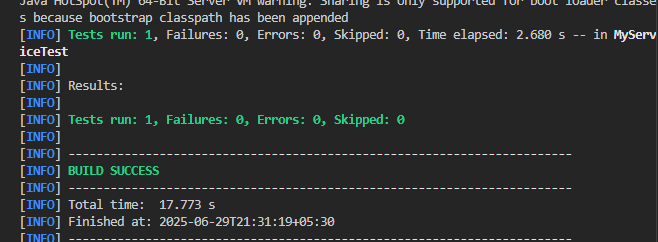 Java HotSpot(TM) 64-Bit Server VM warning: Sharing is only supported for boot loader classe
s because bootstrap classpath has been appended
[INFO] Tests run: 1, Failures: 0, Errors: 0, Skipped: 0, Time elapsed: 2.680 s -- in MyServ
iceTest
[INFO]
[INFO] Results:
[INFO]
[INFO] Tests run: 1, Failures: 0, Errors: 0, Skipped: 0
[INFO]
[INFO] ------------------------------------------------------------------------
[INFO] BUILD SUCCESS
[INFO] ------------------------------------------------------------------------
[INFO] Total time:  17.773 s
[INFO] Finished at: 2025-06-29T21:31:19+05:30
[INFO] ------------------------------------------------------------------------